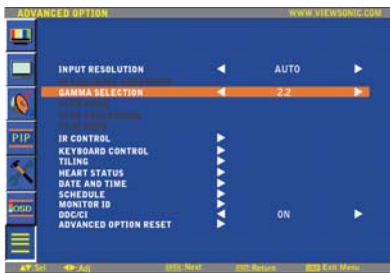 ADVANCED OPTION WWW.VIEWSONIC.COM
INPUT RESOLUTION AUTO
GAMMA SELECTION 2.2
PIP
IR CONTROL
KEYBOARD CONTROL
TILING
HEART STATUS
DATE AND TIME
SCHEDULE
MONITOR ID
OSD
DDC/CI ON
ADVANCED OPTION RESET
:Sel :Adj :Next :Return :Exit Menu